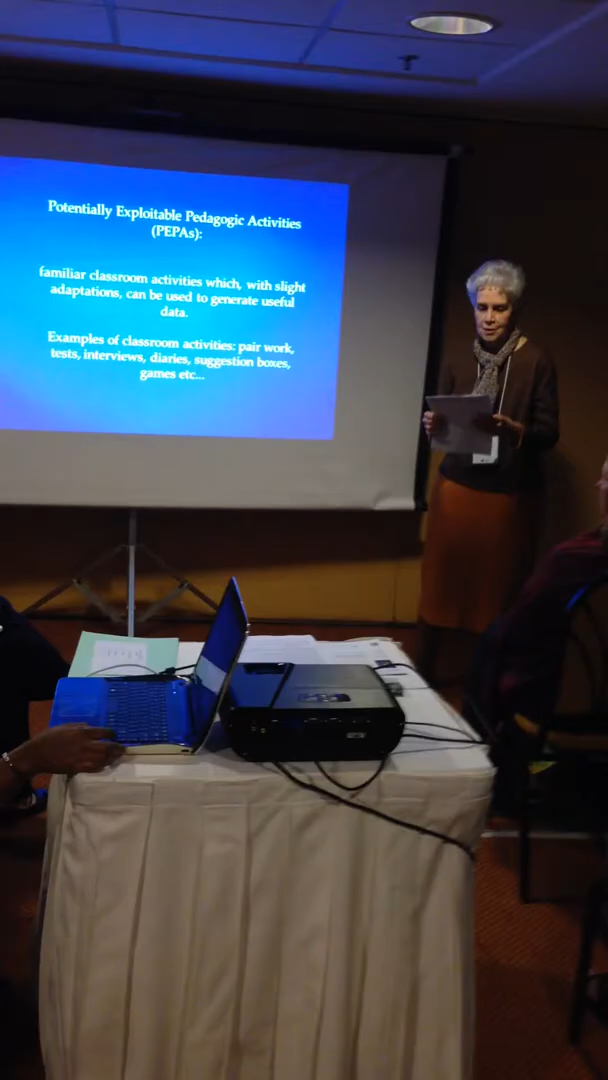 Potentially Exploitable Pedagogic Activities
(PEPAs):
familiar classroom activities which, with slight
adaptations, can be used to generate useful
data.
Examples of classroom activities: pair work,
tests, interviews, diaries, suggestion boxes,
games etc...